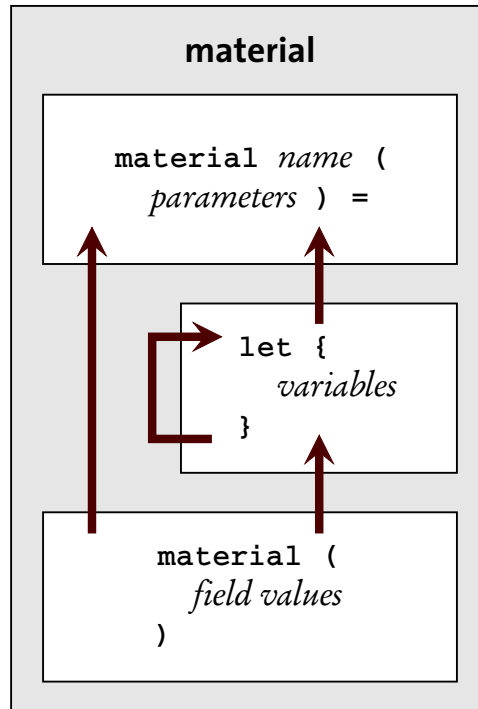 material
material name (
parameters ) =
let {
variables
}
material (
field values
)